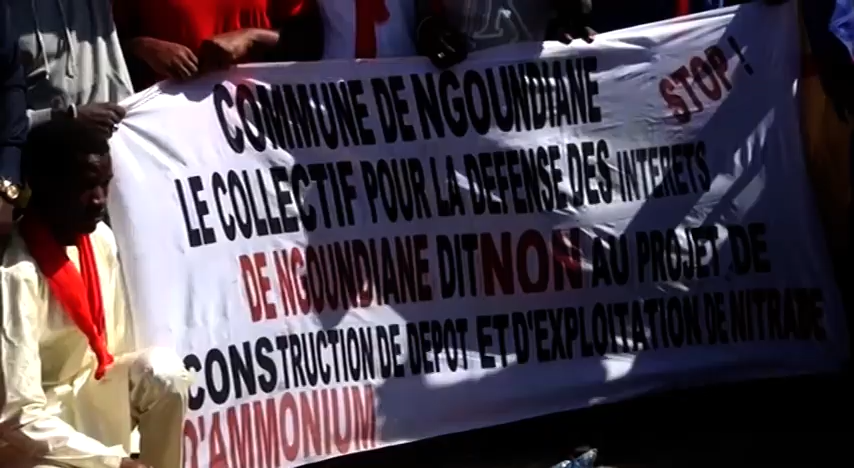 COMMUNE DE NGOUNDIANE
STOP !
LE COLLECTIF POUR LA DEFENSE DES INTERETS
DE NGOUNDIANE DIT NON AU PROJET DE
CONSTRUCTION DE DEPOT ET D'EXPLOITATION DE NITRATE
D'AMMONIUM